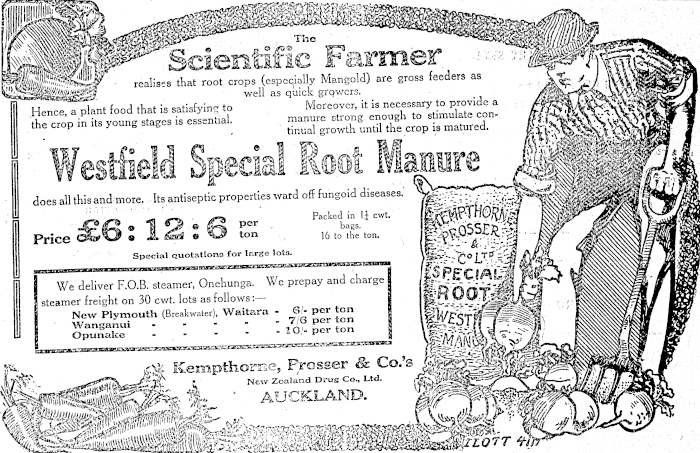 The
Scientific Farmer
realises that root crops (especially Mangold) are gross feeders as
well as quick growers.
Hence, a plant food that is satisfying to
the crop in its young stages is essential.
Moreover, it is necessary to provide a
manure strong enough to stimulate con-
tinual growth until the crop is matured.
Westfield Special Root Manure
does all this and more. Its antiseptic properties ward off fungoid diseases.
Price £6:12:6 per
ton
Packed in 1¼ cwt.
bags.
16 to the ton.
Special quotations for large lots.
We deliver F.O.B. steamer, Onehunga. We prepay and charge
steamer freight on 30 cwt. lots as follows:—
New Plymouth (Breakwater), Waitara - 6/- per ton
Wanganui - - - - - 7/6 per ton
Opunake - - - - - 10/- per ton
Kempthorne, Prosser & Co.'s
New Zealand Drug Co., Ltd.
AUCKLAND.
KEMPTHORNE
PROSSER
&
Co LTD
SPECIAL
ROOT
WEST
MANU
ILOTT